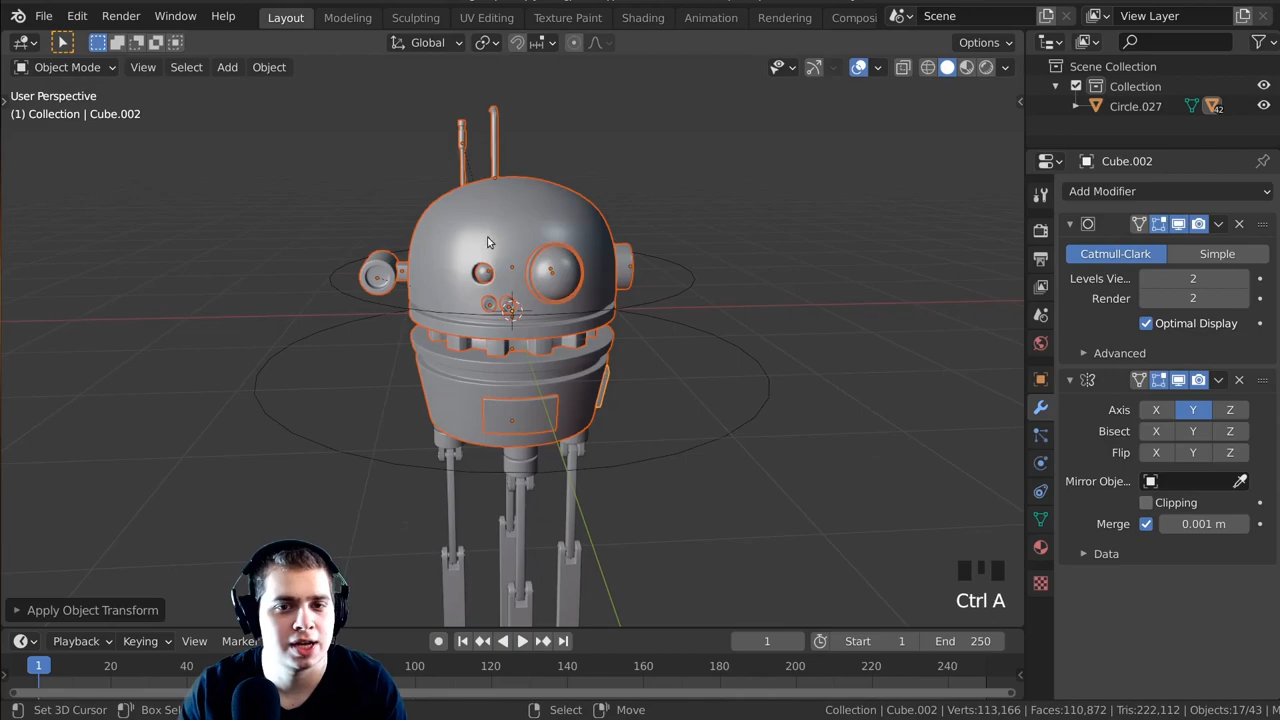 File Edit Render Window Help Layout Modeling Sculpting UV Editing Texture Paint Shading Animation Rendering Composi Scene View Layer
Global Options
Object Mode View Select Add Object
User Perspective
(1) Collection | Cube.002
Scene Collection
Collection
Circle.027 42
Cube.002
Add Modifier
Catmull-Clark Simple
Levels Vie 2
Render 2
Optimal Display
Advanced
Axis X Y Z
Bisect X Y Z
Flip X Y Z
Mirror Obje..
Clipping
Merge 0.001 m
Data
Ctrl A
Apply Object Transform
Playback Keying View Marke 1 Start 1 End 250
1 20 40 100 120 140 160 180 200 220 240
Set 3D Cursor Box Sel Select Move Collection | Cube.002 | Verts:113,166 | Faces:110,872 | Tris:222,112 | Objects:17/43 | M